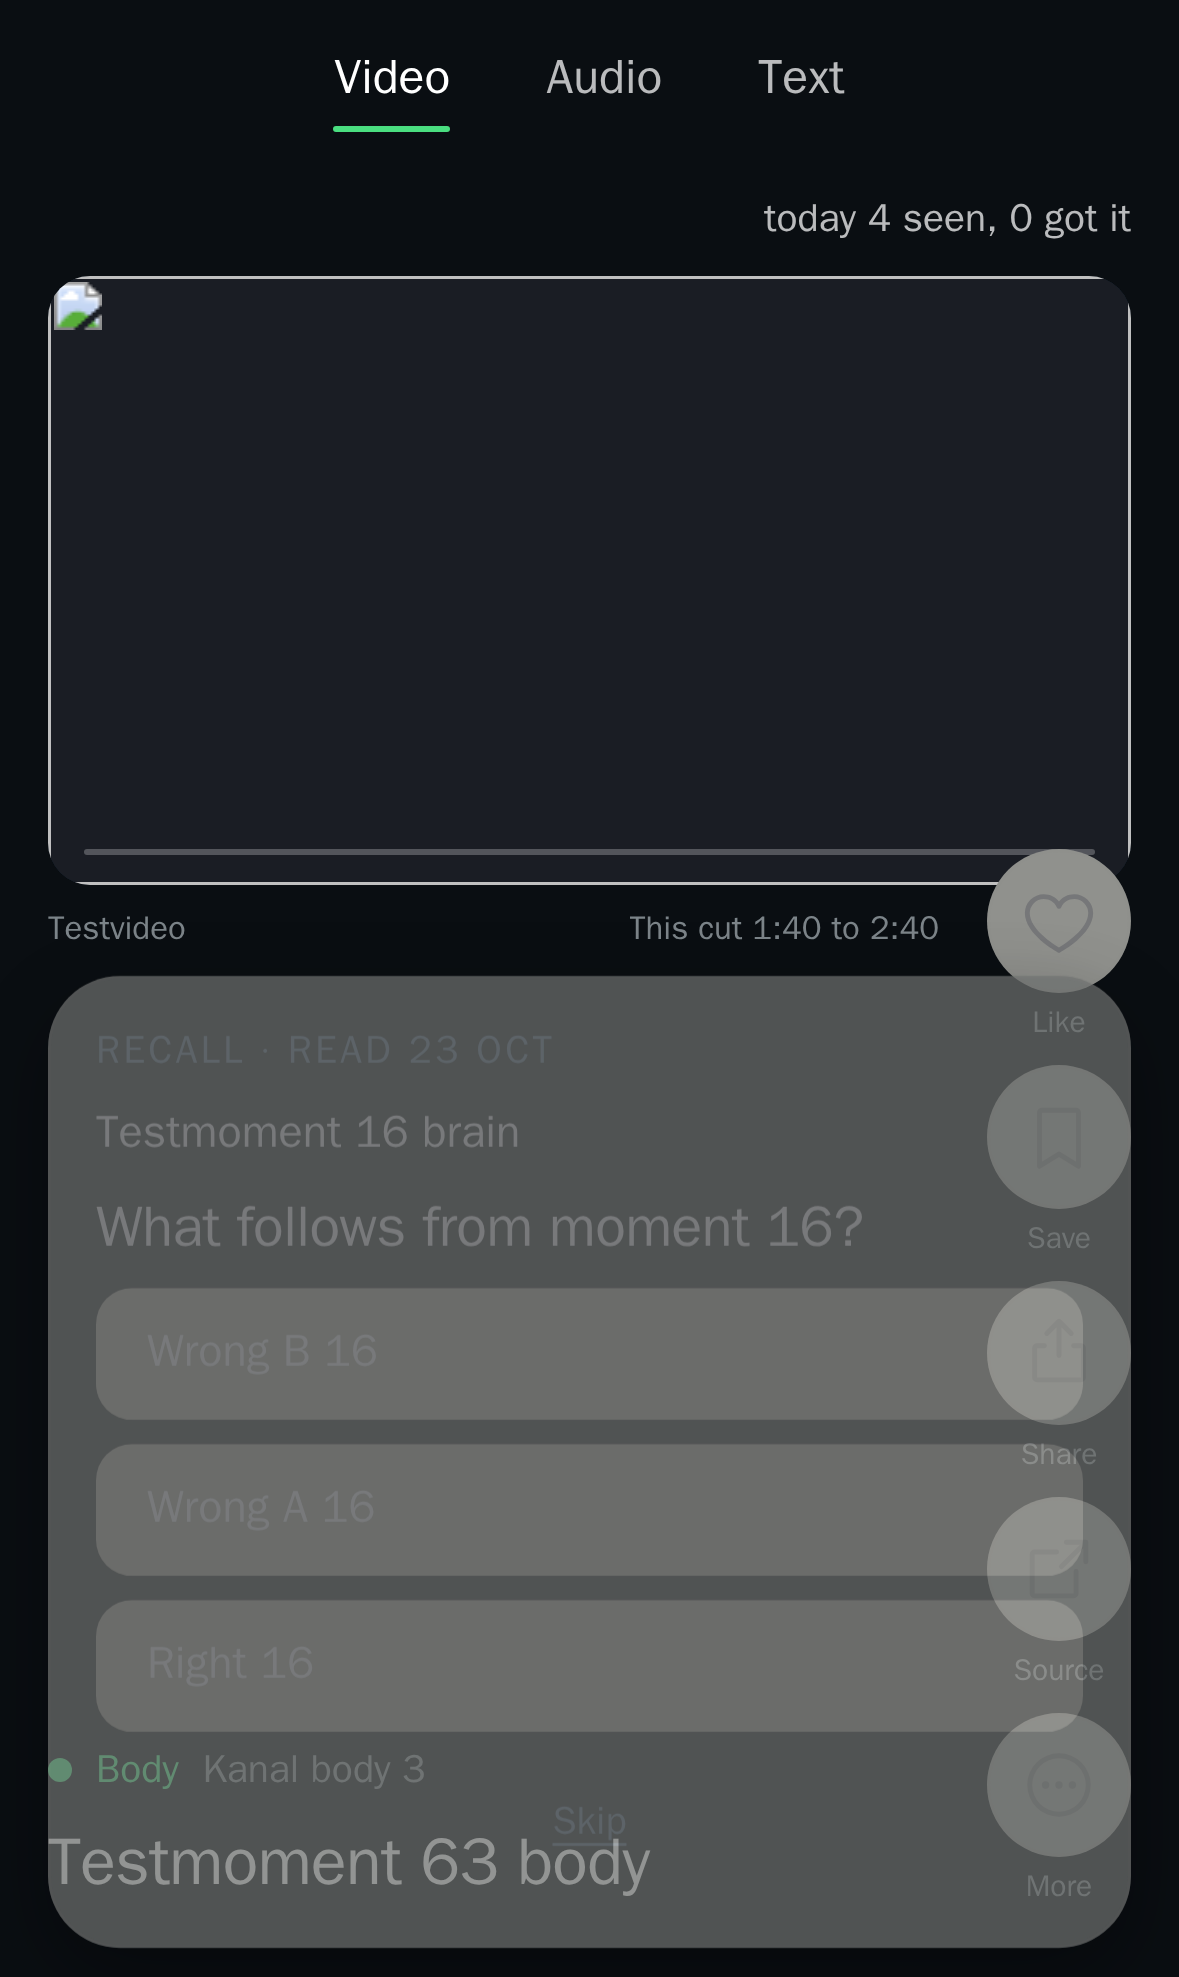 Video Audio Text
today 4 seen, 0 got it
Testvideo This cut 1:40 to 2:40
Like
RECALL · READ 23 OCT
Testmoment 16 brain
What follows from moment 16?
Save
Wrong B 16
Share
Wrong A 16
Right 16
Source
Body Kanal body 3
Skip
Testmoment 63 body
More